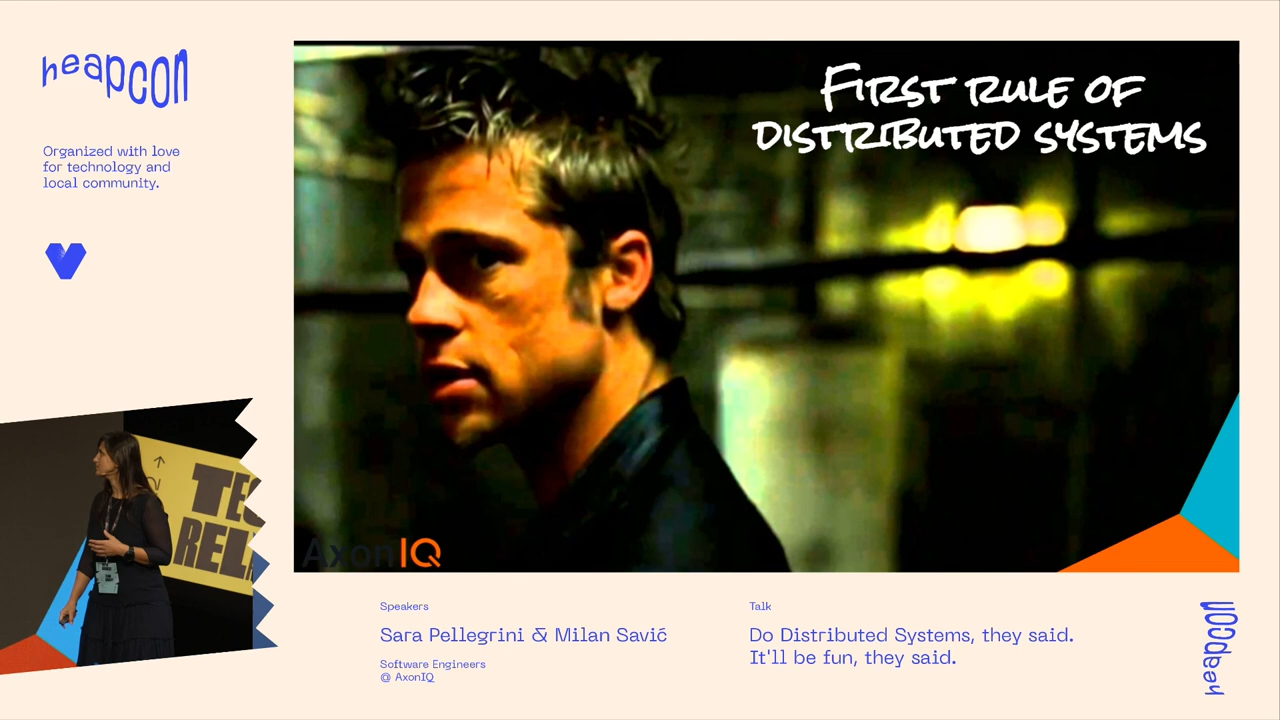 heapcon
Organized with love
for technology and
local community.
First rule of
distributed systems
AxonIQ
Speakers
Sara Pellegrini & Milan Savić
Software Engineers
@ AxonIQ
Talk
Do Distributed Systems, they said.
It'll be fun, they said.
heapcon